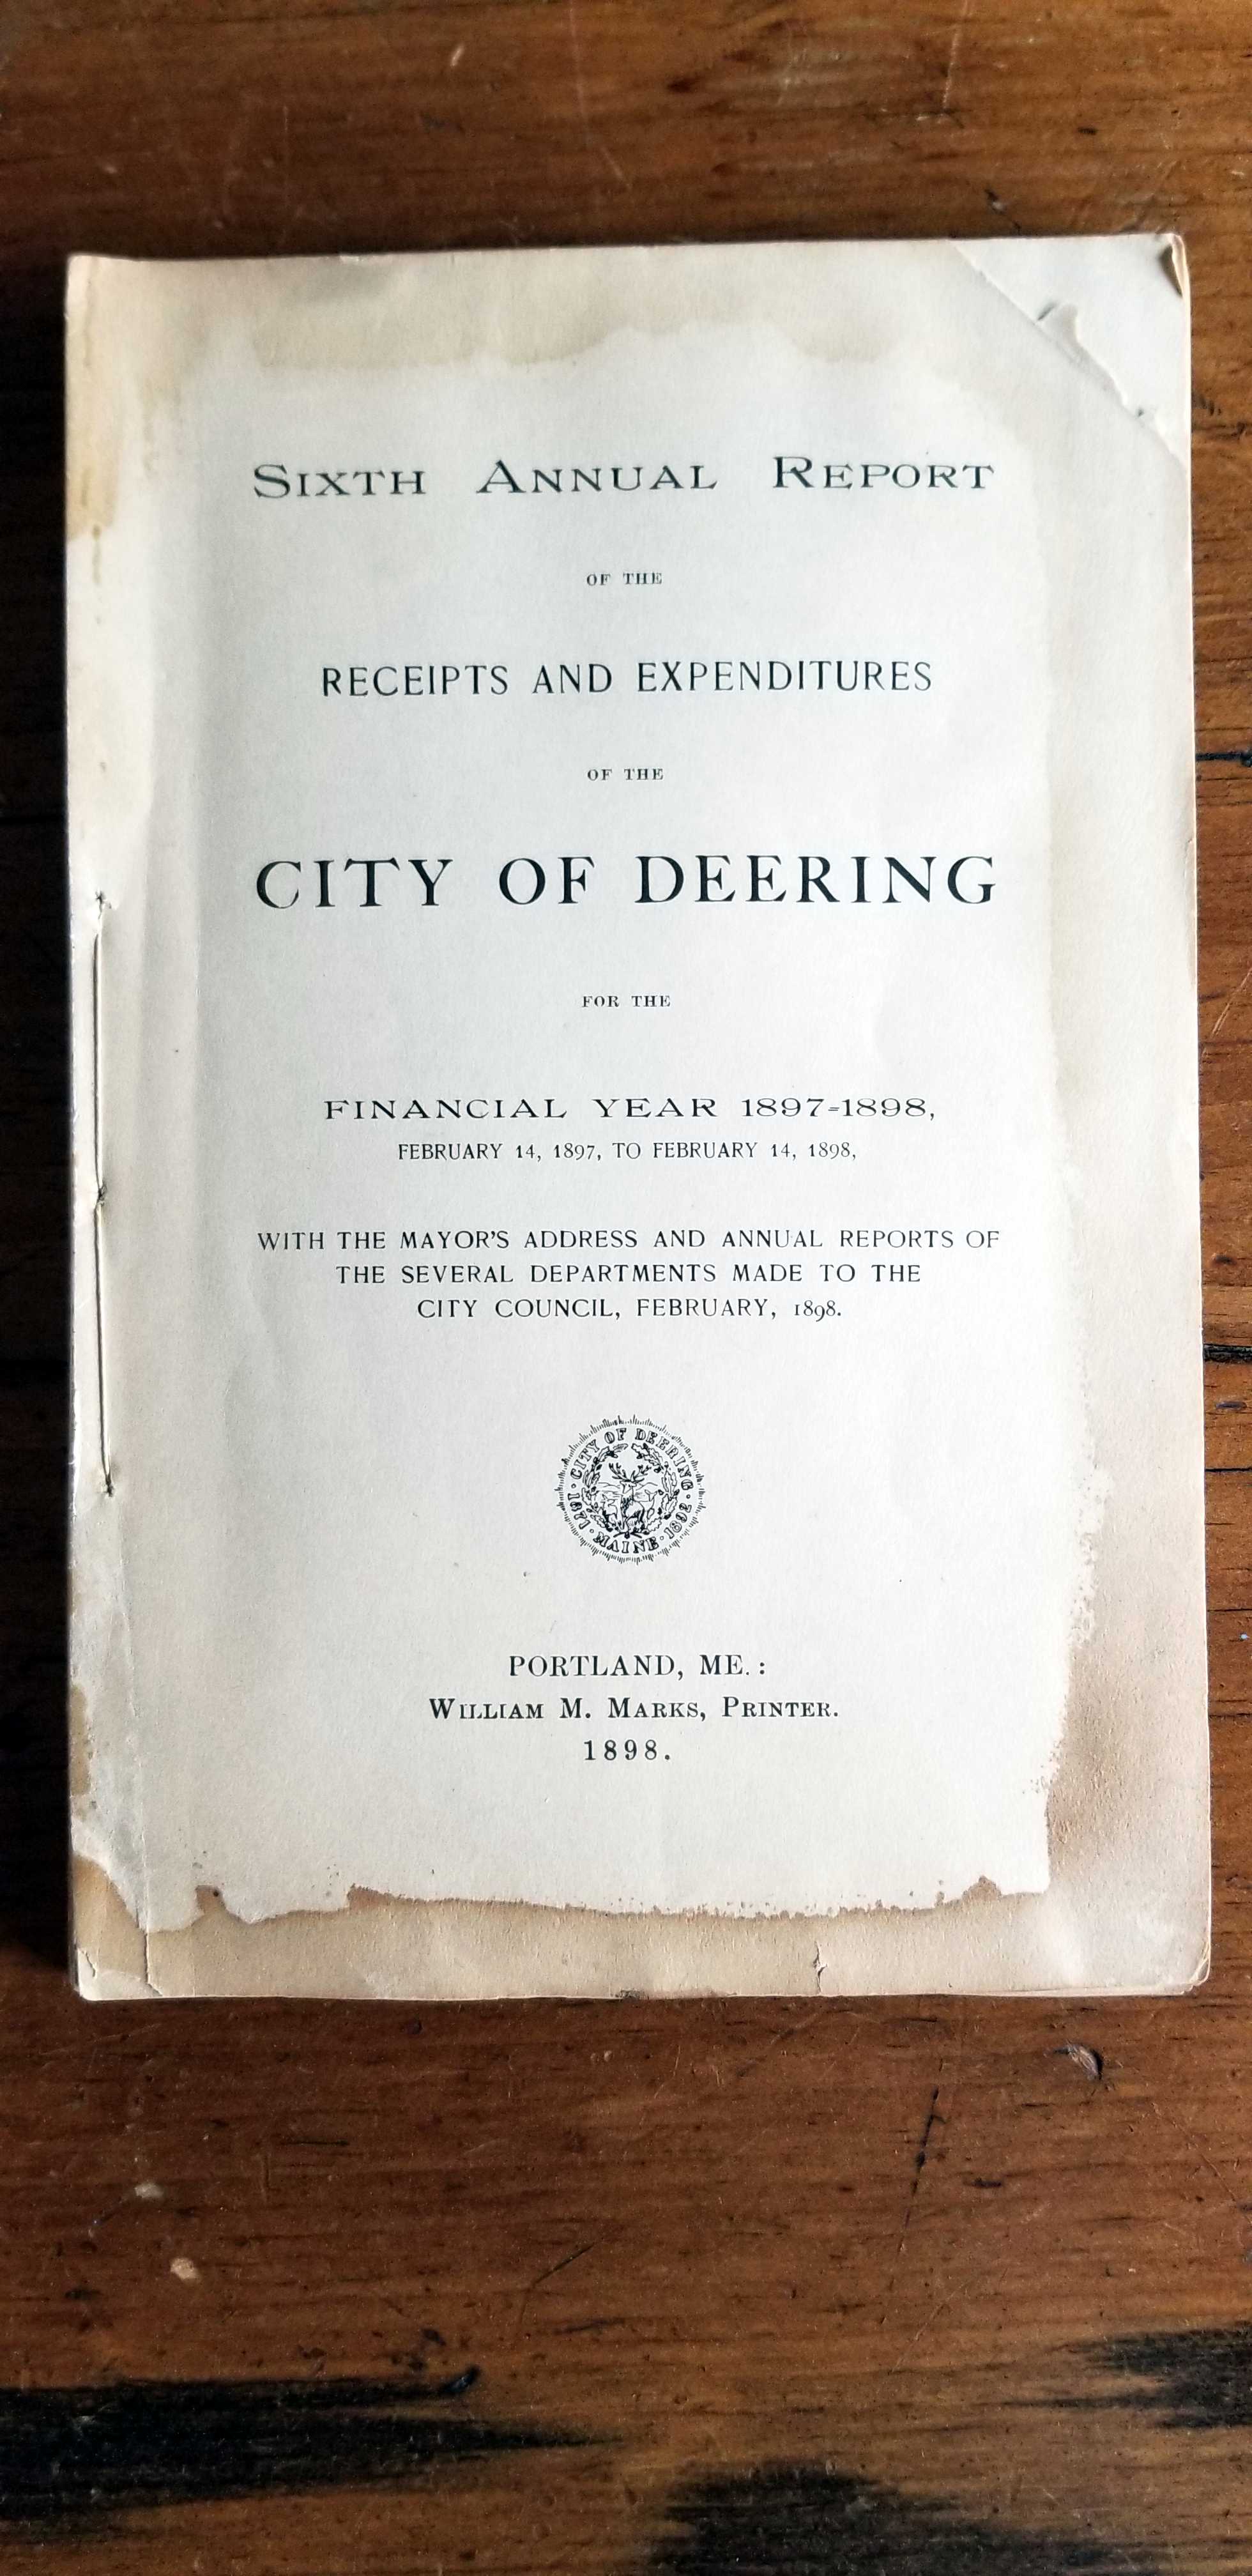 SIXTH ANNUAL REPORT
OF THE
RECEIPTS AND EXPENDITURES
OF THE
CITY OF DEERING
FOR THE
FINANCIAL YEAR 1897-1898,
FEBRUARY 14, 1897, TO FEBRUARY 14, 1898,
WITH THE MAYOR'S ADDRESS AND ANNUAL REPORTS OF
THE SEVERAL DEPARTMENTS MADE TO THE
CITY COUNCIL, FEBRUARY, 1898.
CITY OF DEERING
1892 · MAINE · 1871
PORTLAND, ME.:
WILLIAM M. MARKS, PRINTER.
1898.